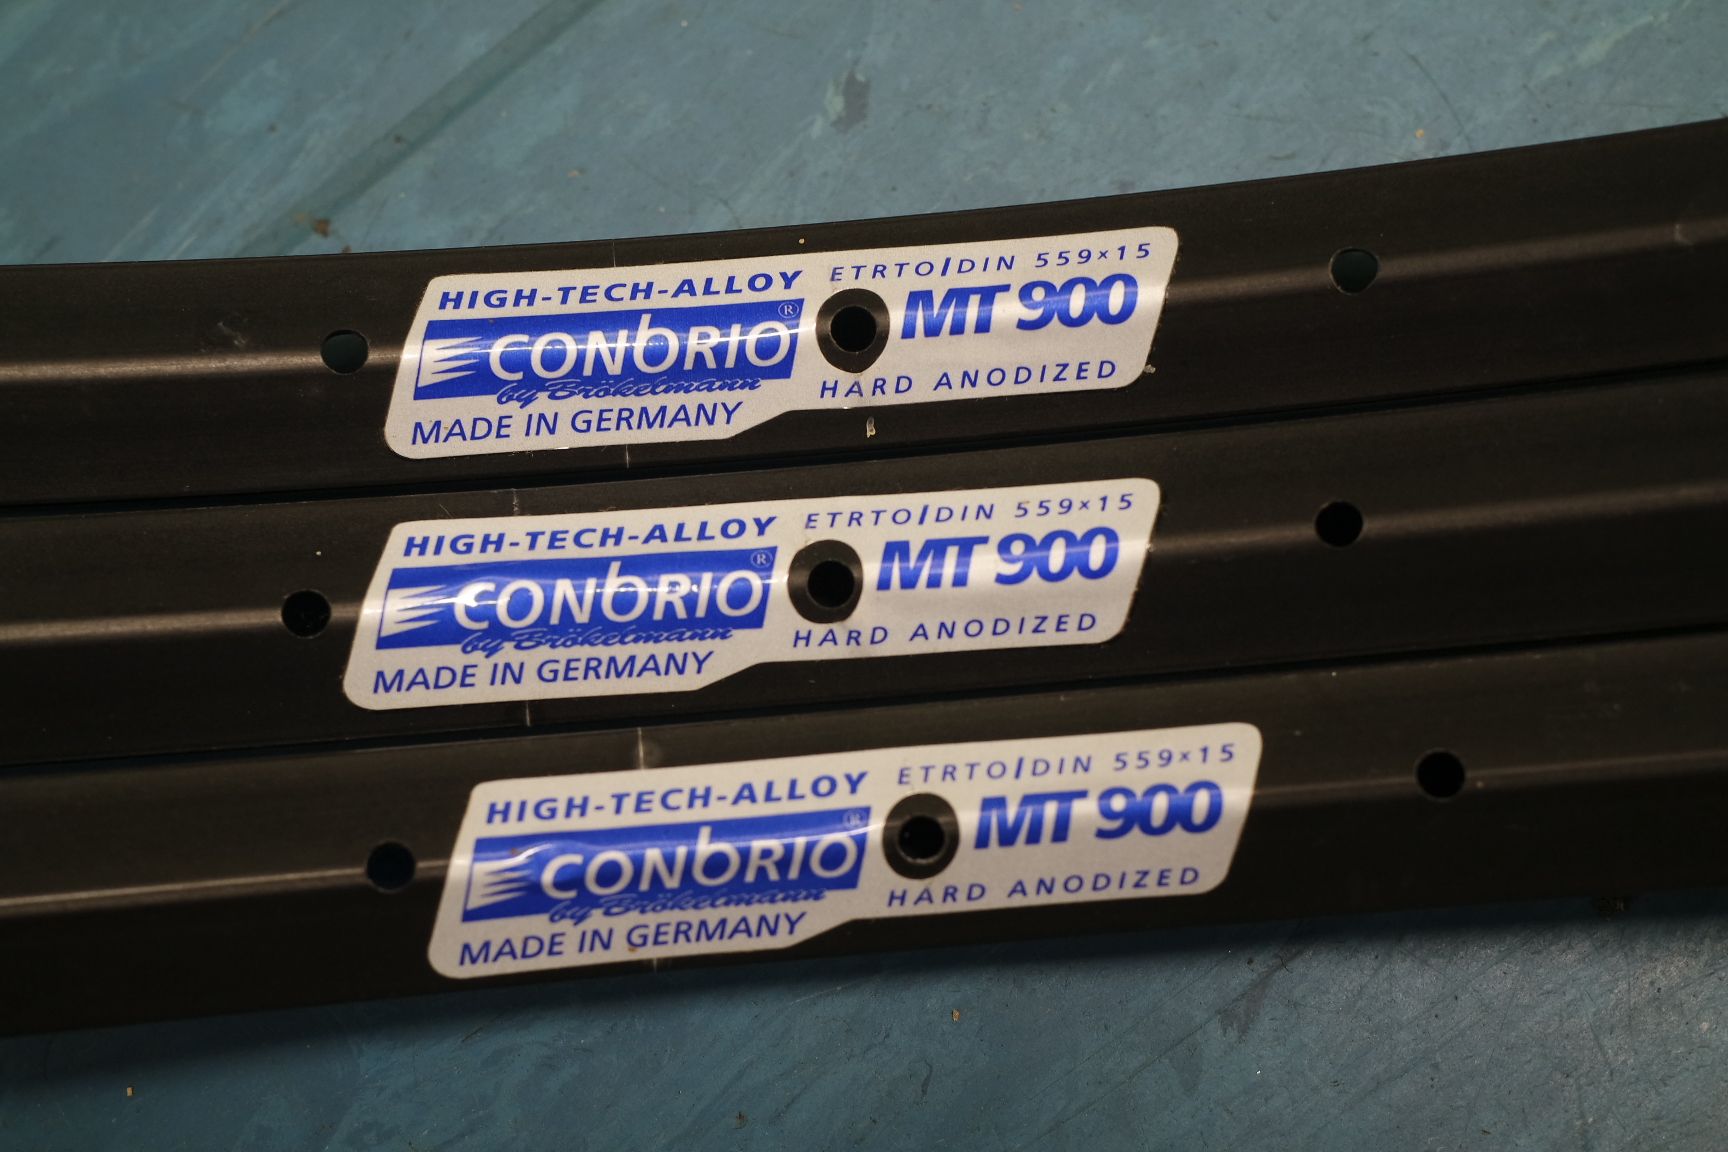 HIGH-TECH-ALLOY
CONBRIO®
by Brökelmann
MADE IN GERMANY
ETRTO/DIN 559×15
MT 900
HARD ANODIZED
HIGH-TECH-ALLOY
CONBRIO®
by Brökelmann
MADE IN GERMANY
ETRTO/DIN 559×15
MT 900
HARD ANODIZED
HIGH-TECH-ALLOY
CONBRIO®
by Brökelmann
MADE IN GERMANY
ETRTO/DIN 559×15
MT 900
HARD ANODIZED